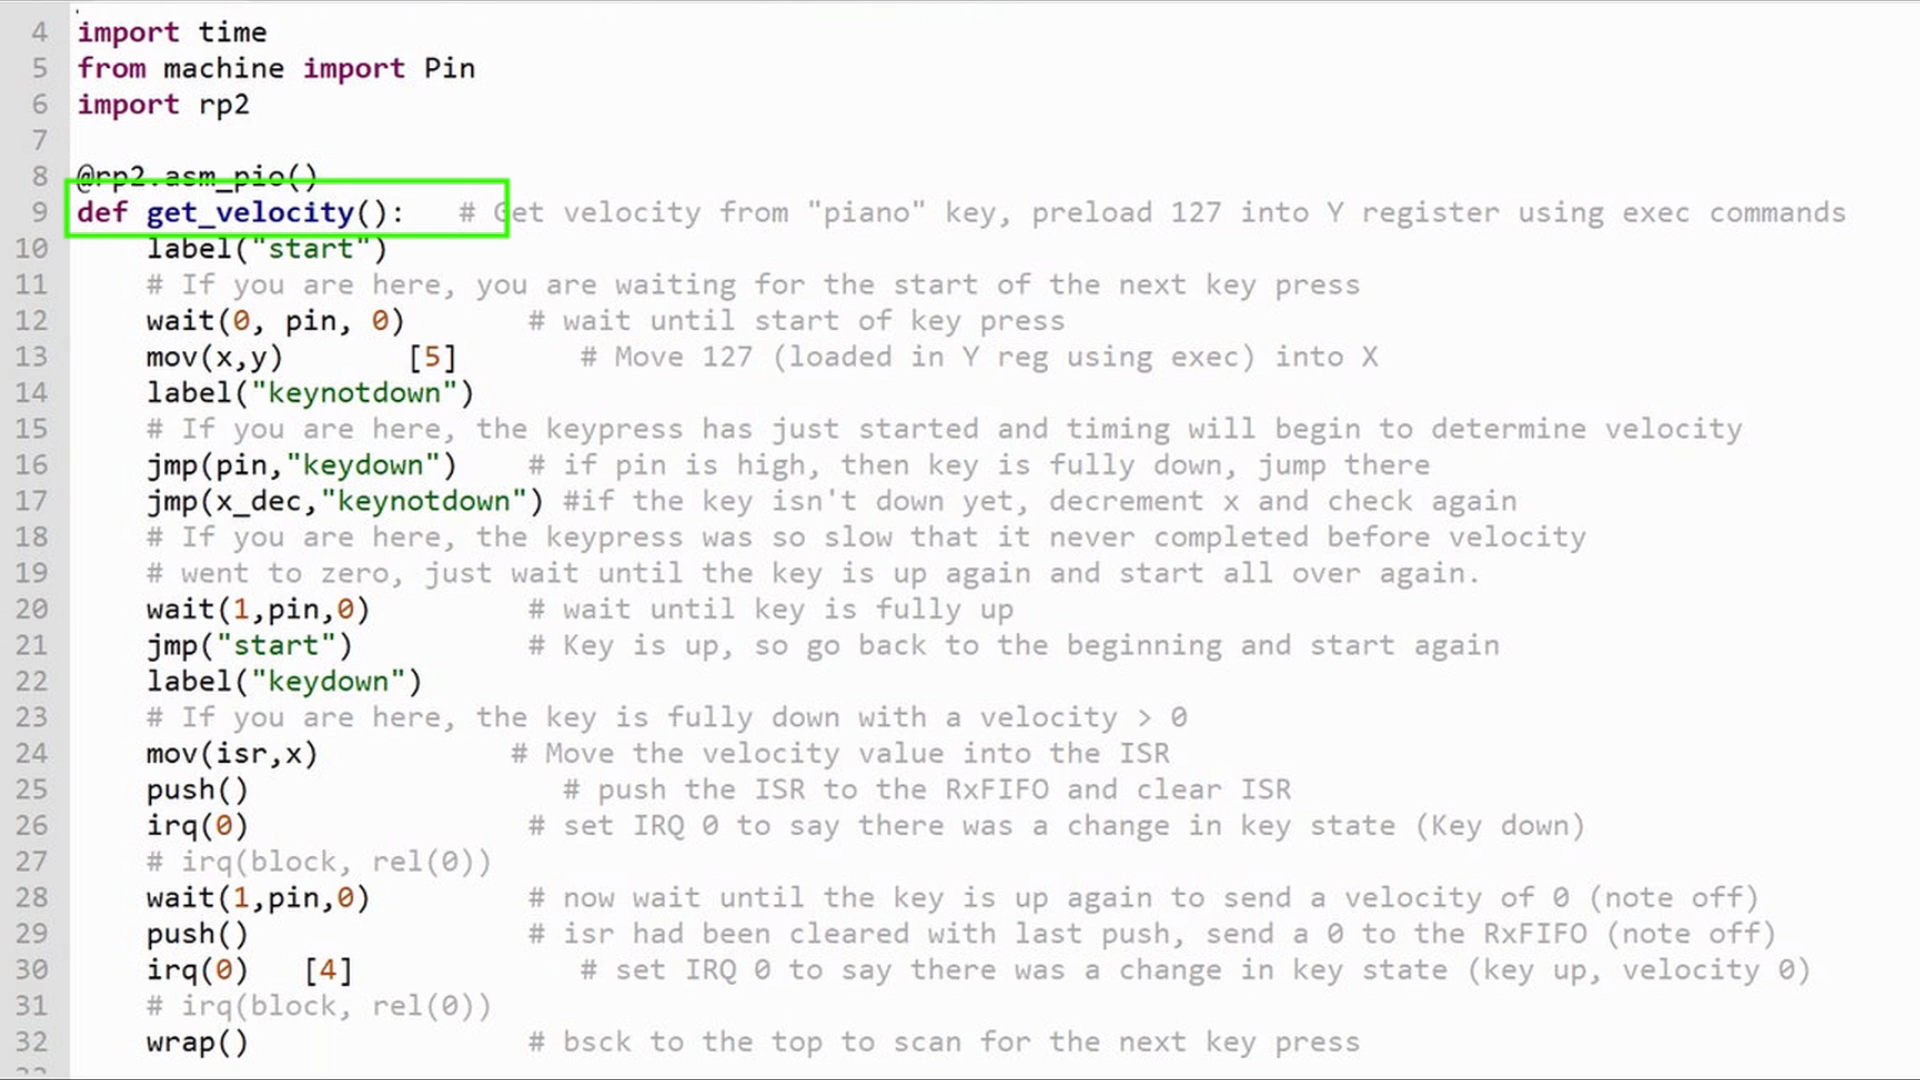 4 import time
5 from machine import Pin
6 import rp2
7
8 @rp2.asm_pio()
9 def get_velocity():   # Get velocity from "piano" key, preload 127 into Y register using exec commands
10     label("start")
11     # If you are here, you are waiting for the start of the next key press
12     wait(0, pin, 0)       # wait until start of key press
13     mov(x,y)       [5]       # Move 127 (loaded in Y reg using exec) into X
14     label("keynotdown")
15     # If you are here, the keypress has just started and timing will begin to determine velocity
16     jmp(pin,"keydown")    # if pin is high, then key is fully down, jump there
17     jmp(x_dec,"keynotdown") #if the key isn't down yet, decrement x and check again
18     # If you are here, the keypress was so slow that it never completed before velocity
19     # went to zero, just wait until the key is up again and start all over again.
20     wait(1,pin,0)         # wait until key is fully up
21     jmp("start")          # Key is up, so go back to the beginning and start again
22     label("keydown")
23     # If you are here, the key is fully down with a velocity > 0
24     mov(isr,x)           # Move the velocity value into the ISR
25     push()                  # push the ISR to the RxFIFO and clear ISR
26     irq(0)                # set IRQ 0 to say there was a change in key state (Key down)
27     # irq(block, rel(0))
28     wait(1,pin,0)         # now wait until the key is up again to send a velocity of 0 (note off)
29     push()                # isr had been cleared with last push, send a 0 to the RxFIFO (note off)
30     irq(0)   [4]             # set IRQ 0 to say there was a change in key state (key up, velocity 0)
31     # irq(block, rel(0))
32     wrap()                # bsck to the top to scan for the next key press